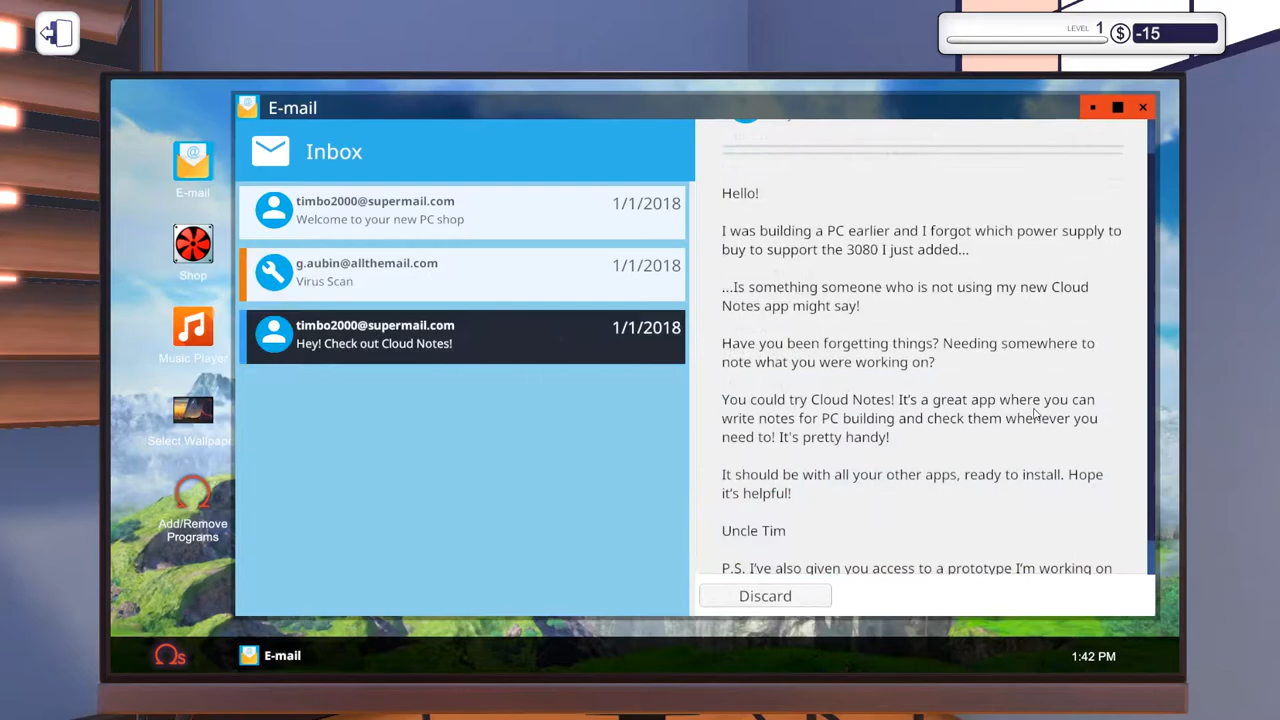 LEVEL 1 $ -15
E-mail
Inbox
timbo2000@supermail.com 1/1/2018
Welcome to your new PC shop
g.aubin@allthemail.com 1/1/2018
Virus Scan
timbo2000@supermail.com 1/1/2018
Hey! Check out Cloud Notes!
Hello!
I was building a PC earlier and I forgot which power supply to
buy to support the 3080 I just added...
...Is something someone who is not using my new Cloud
Notes app might say!
Have you been forgetting things? Needing somewhere to
note what you were working on?
You could try Cloud Notes! It's a great app where you can
write notes for PC building and check them whenever you
need to! It's pretty handy!
It should be with all your other apps, ready to install. Hope
it's helpful!
Uncle Tim
P.S. I've also given you access to a prototype I'm working on
Discard
E-mail
Shop
Music Player
Select Wallpap
Add/Remove
Programs
Ωs
E-mail
1:42 PM